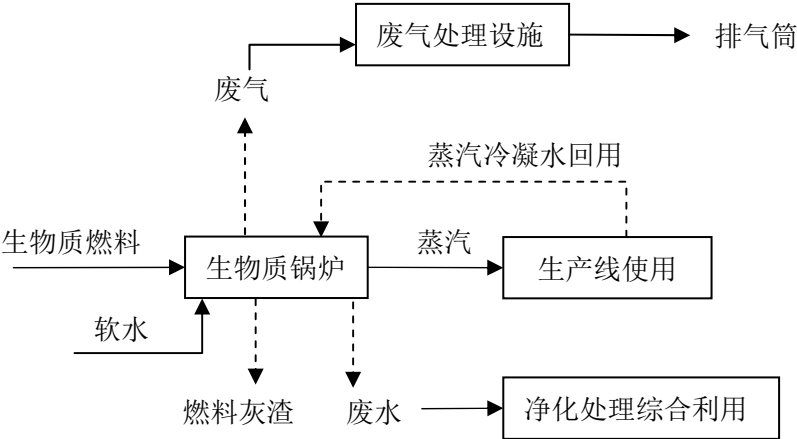 废气处理设施
排气筒
废气
蒸汽冷凝水回用
生物质燃料
生物质锅炉
蒸汽
生产线使用
软水
燃料灰渣
废水
净化处理综合利用